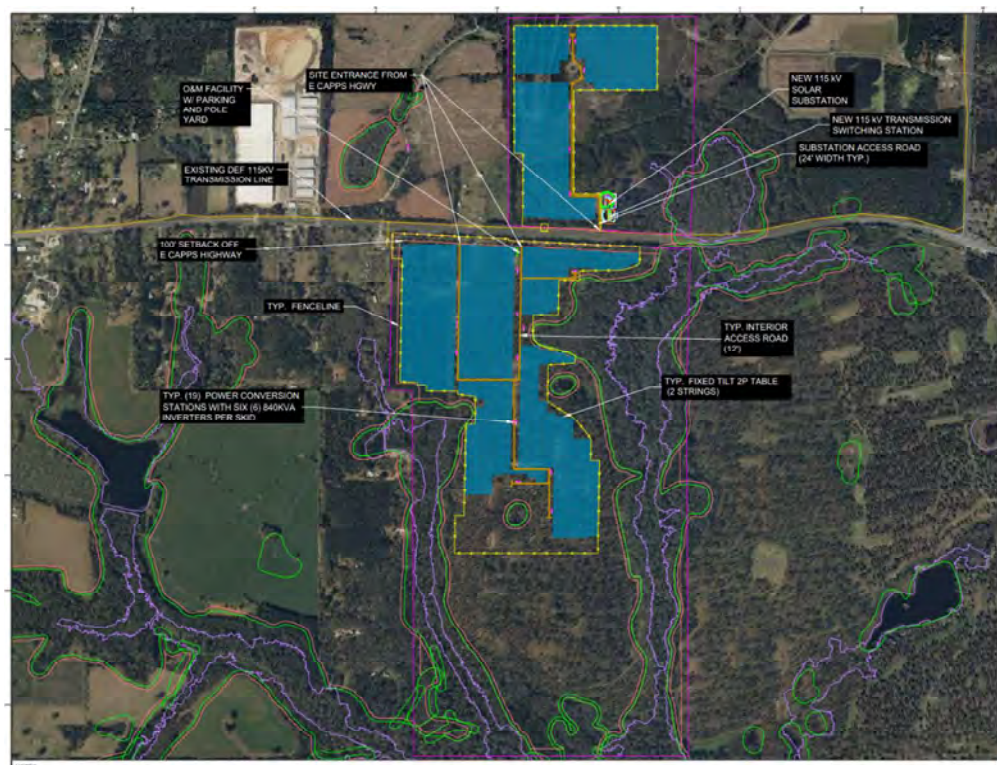 O&M FACILITY
W/ PARKING
AND POLE
YARD
SITE ENTRANCE FROM
E CAPPS HGWY
NEW 115 kV
SOLAR
SUBSTATION
NEW 115 kV TRANSMISSION
SWITCHING STATION
SUBSTATION ACCESS ROAD
(24' WIDTH TYP.)
EXISTING DEF 115KV
TRANSMISSION LINE
100' SETBACK OFF
E CAPPS HIGHWAY
TYP. FENCELINE
TYP. INTERIOR
ACCESS ROAD
(12')
TYP. FIXED TILT 2P TABLE
(2 STRINGS)
TYP. (19) POWER CONVERSION
STATIONS WITH SIX (6) 840KVA
INVERTERS PER SKID